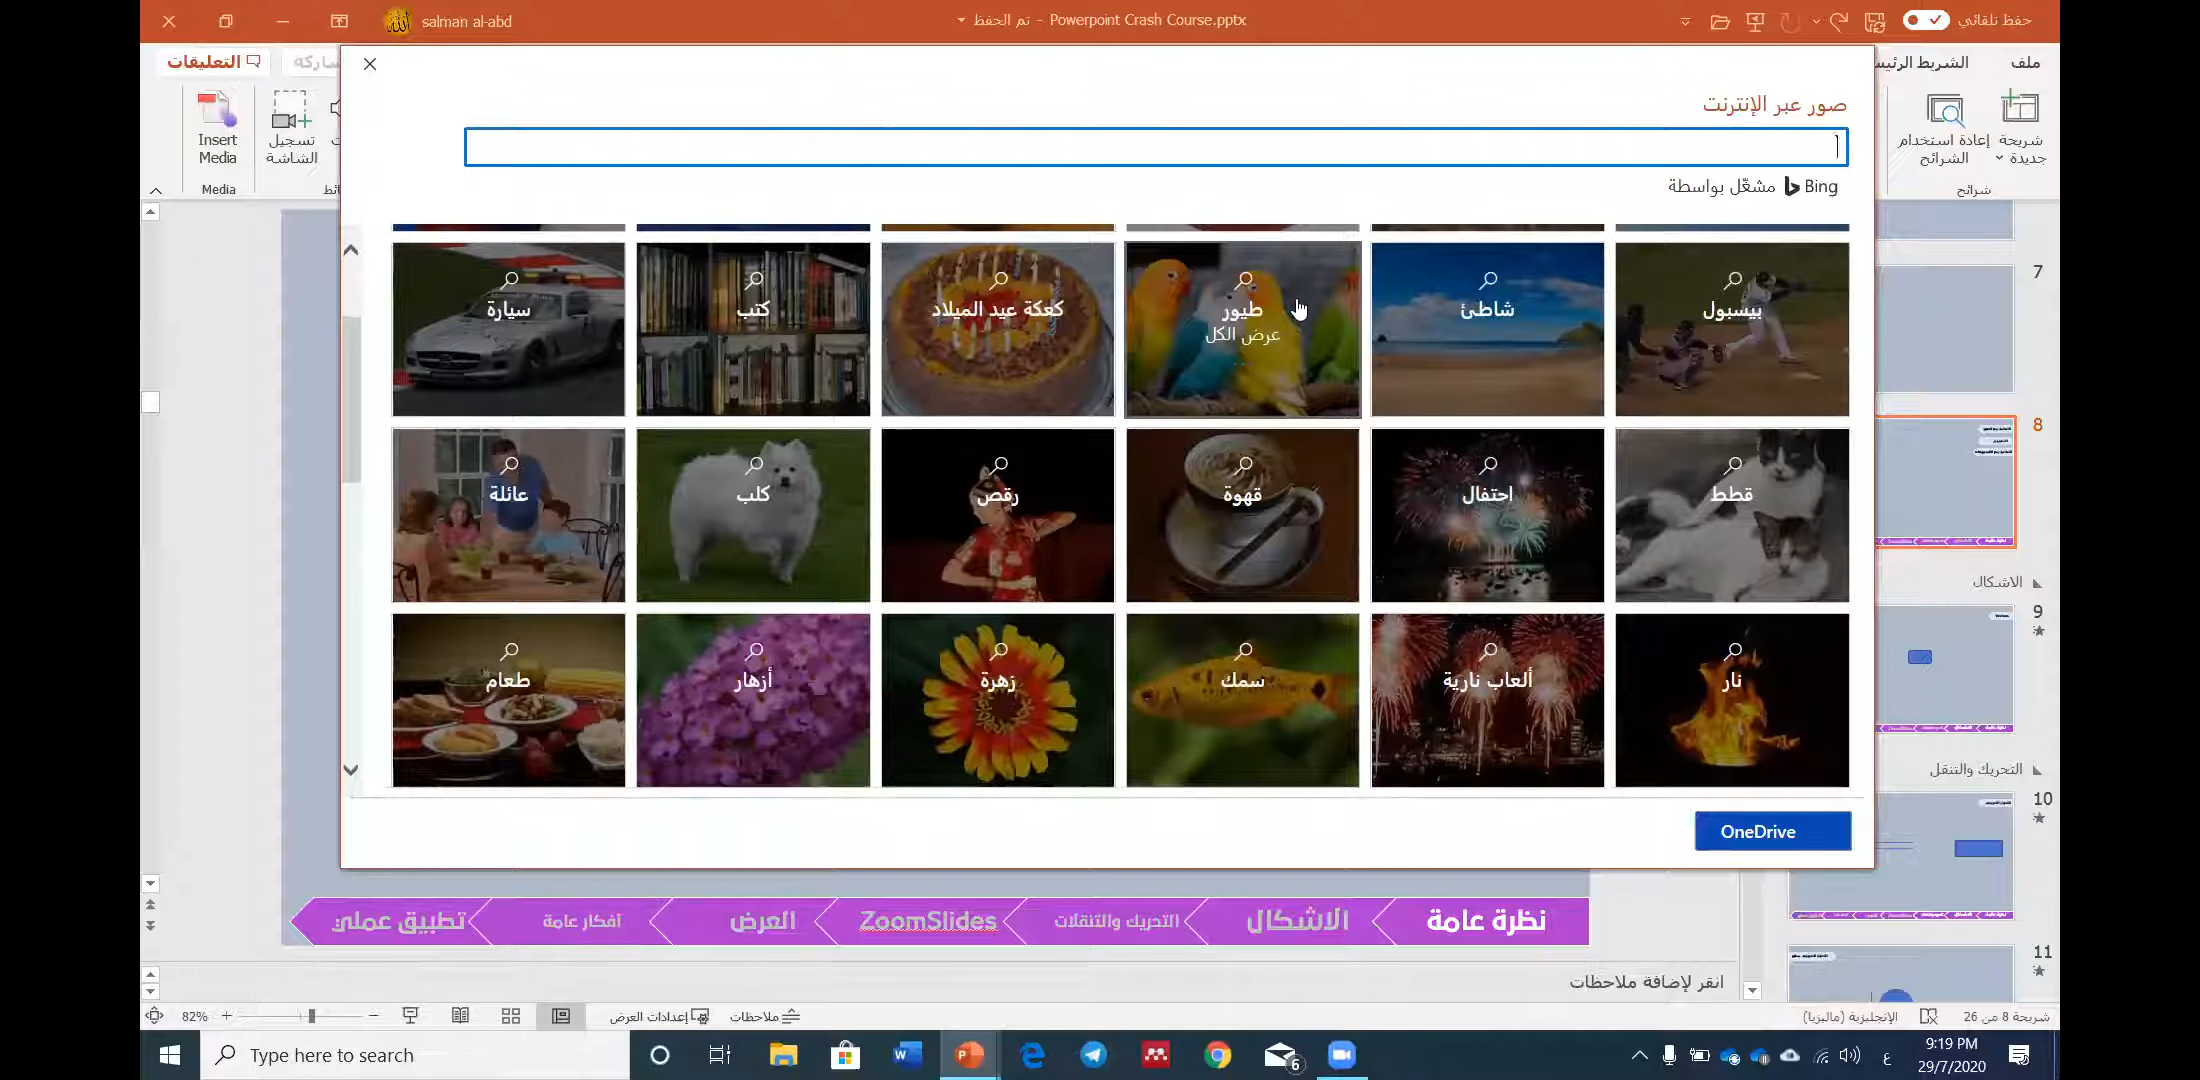 salman al-abd
Powerpoint Crash Course.pptx - تم الحفظ
حفظ تلقائي
ملف
التعليقات
Insert Media
Media
تسجيل الشاشة
إعادة استخدام الشرائح
شريحة جديدة
شرائح
صور عبر الإنترنت
مشغّل بواسطة Bing
بيسبول
شاطئ
طيور
عرض الكل
كعكة عيد الميلاد
كتب
سيارة
قطط
احتفال
قهوة
رقص
كلب
عائلة
نار
ألعاب نارية
سمك
زهرة
أزهار
طعام
OneDrive
7
8
الاشكال
9
التحريك والتنقل
10
11
نظرة عامة
الاشكال
التحريك والتنقلات
ZoomSlides
العرض
أفكار عامة
تطبيق عملي
انقر لإضافة ملاحظات
شريحة 8 من 26
الإنجليزية (ماليزيا)
ملاحظات
إعدادات العرض
82%
Type here to search
6
ع
9:19 PM
29/7/2020